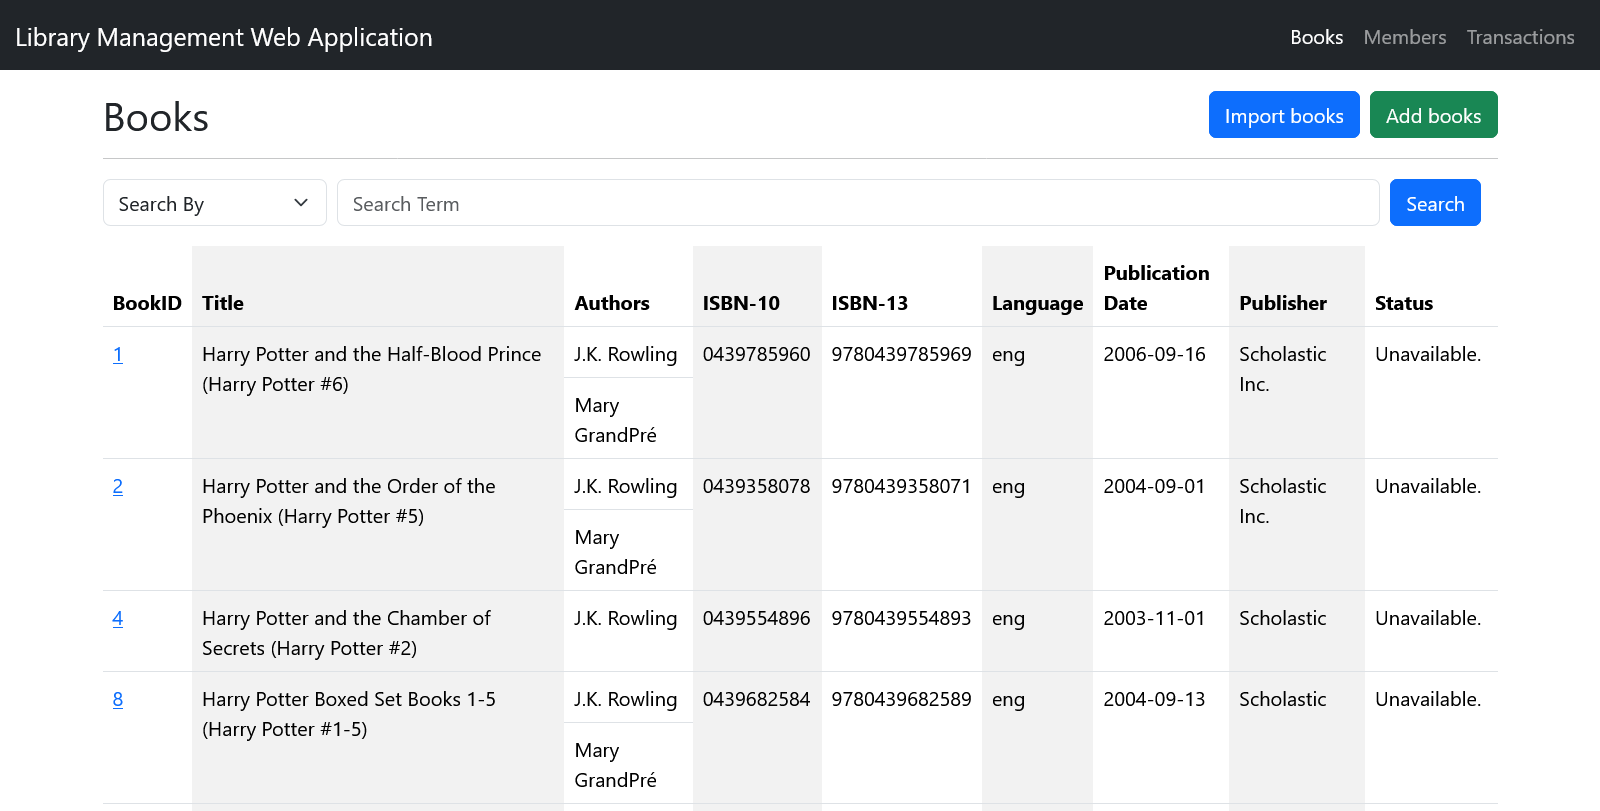 Library Management Web Application
Books Members Transactions
Books
Import books
Add books
Search By
Search Term
Search
BookID Title Authors ISBN-10 ISBN-13 Language Publication Date Publisher Status
1 Harry Potter and the Half-Blood Prince J.K. Rowling 0439785960 9780439785969 eng 2006-09-16 Scholastic Unavailable.
(Harry Potter #6) Inc.
Mary
GrandPré
2 Harry Potter and the Order of the J.K. Rowling 0439358078 9780439358071 eng 2004-09-01 Scholastic Unavailable.
Phoenix (Harry Potter #5) Inc.
Mary
GrandPré
4 Harry Potter and the Chamber of J.K. Rowling 0439554896 9780439554893 eng 2003-11-01 Scholastic Unavailable.
Secrets (Harry Potter #2)
8 Harry Potter Boxed Set Books 1-5 J.K. Rowling 0439682584 9780439682589 eng 2004-09-13 Scholastic Unavailable.
(Harry Potter #1-5)
Mary
GrandPré